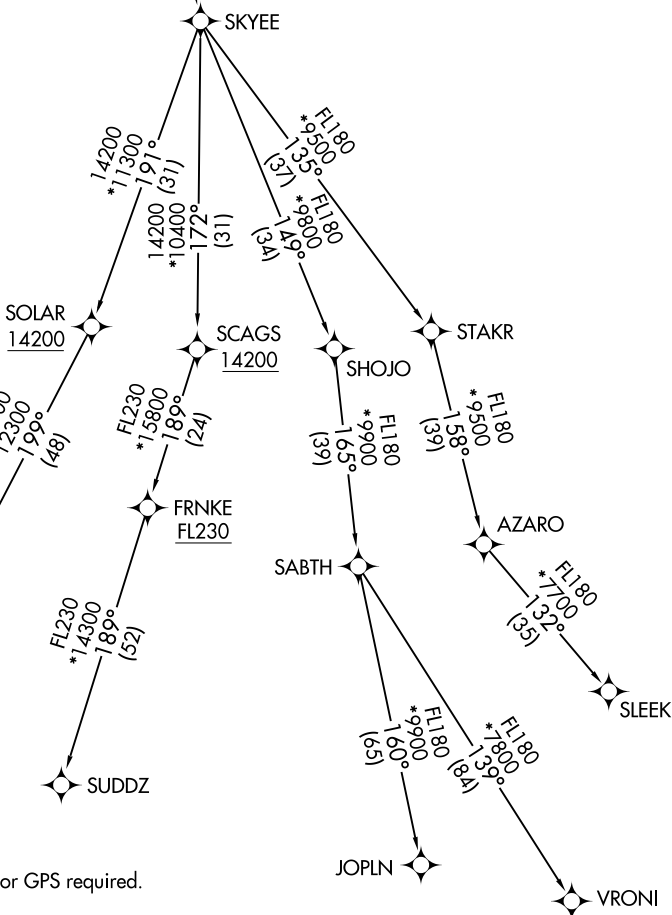 SKYEE
14200
*11300
191°
(31)
14200
*10400
172°
(31)
FL180
*9800
149°
(34)
FL180
*9500
135°
(37)
SOLAR
14200
SCAGS
14200
SHOJO
STAKR
199°
(48)
FL230
*15800
189°
(24)
FL180
*9900
165°
(39)
FL180
*9500
158°
(39)
FRNKE
FL230
AZARO
SABTH
FL230
*14300
189°
(52)
FL180
*7700
132°
(35)
SLEEK
FL180
*9900
160°
(65)
FL180
*7800
139°
(84)
SUDDZ
JOPLN
VRONI
or GPS required.